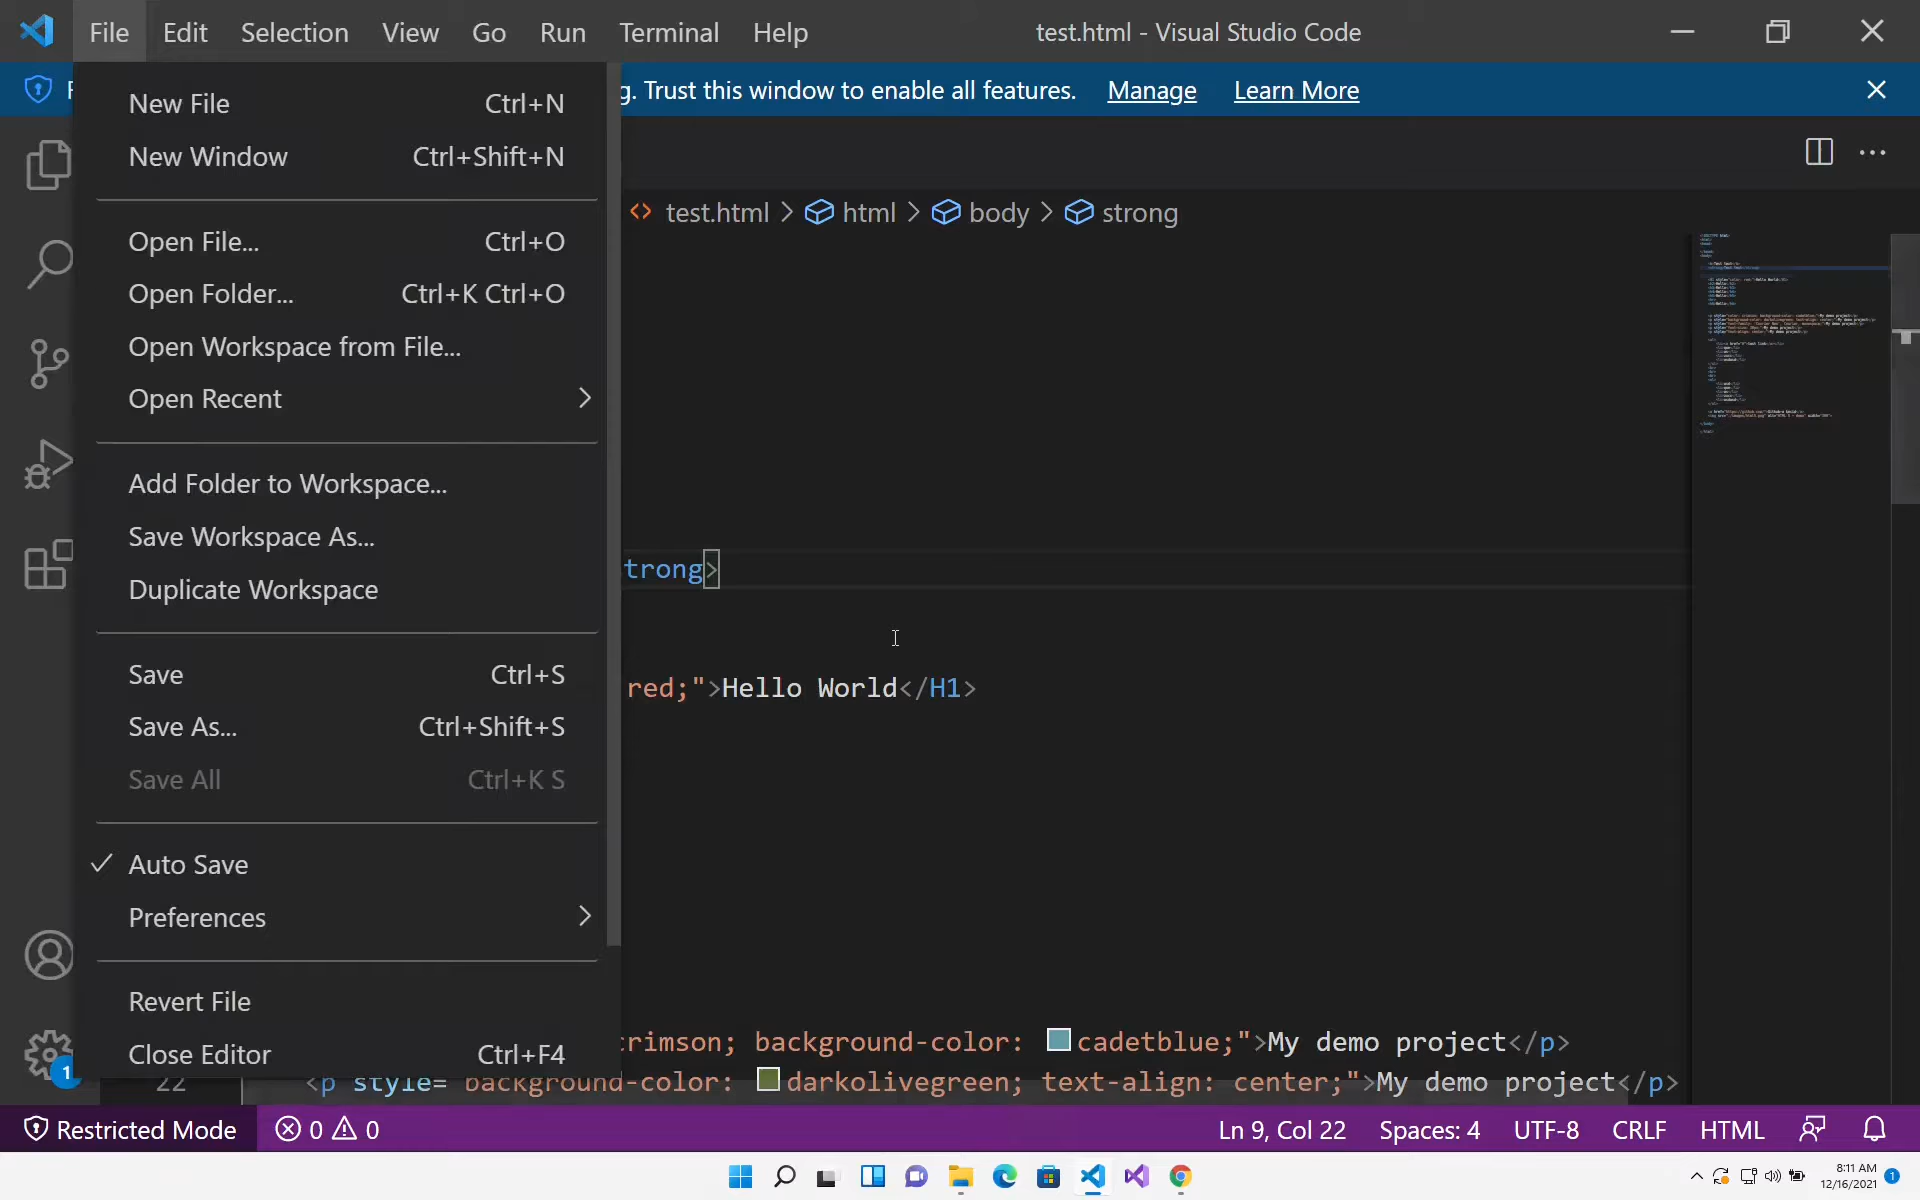 File Edit Selection View Go Run Terminal Help test.html - Visual Studio Code
g. Trust this window to enable all features. Manage Learn More
New File Ctrl+N
New Window Ctrl+Shift+N
Open File... Ctrl+O
Open Folder... Ctrl+K Ctrl+O
Open Workspace from File...
Open Recent
Add Folder to Workspace...
Save Workspace As...
Duplicate Workspace
Save Ctrl+S
Save As... Ctrl+Shift+S
Save All Ctrl+K S
Auto Save
Preferences
Revert File
Close Editor Ctrl+F4
test.html > html > body > strong
trong>
red;">Hello World</H1>
crimson; background-color: cadetblue;">My demo project</p>
22 <p style= background-color: darkolivegreen; text-align: center;">My demo project</p>
1
Restricted Mode 0 0 Ln 9, Col 22 Spaces: 4 UTF-8 CRLF HTML
8:11 AM
12/16/2021
1